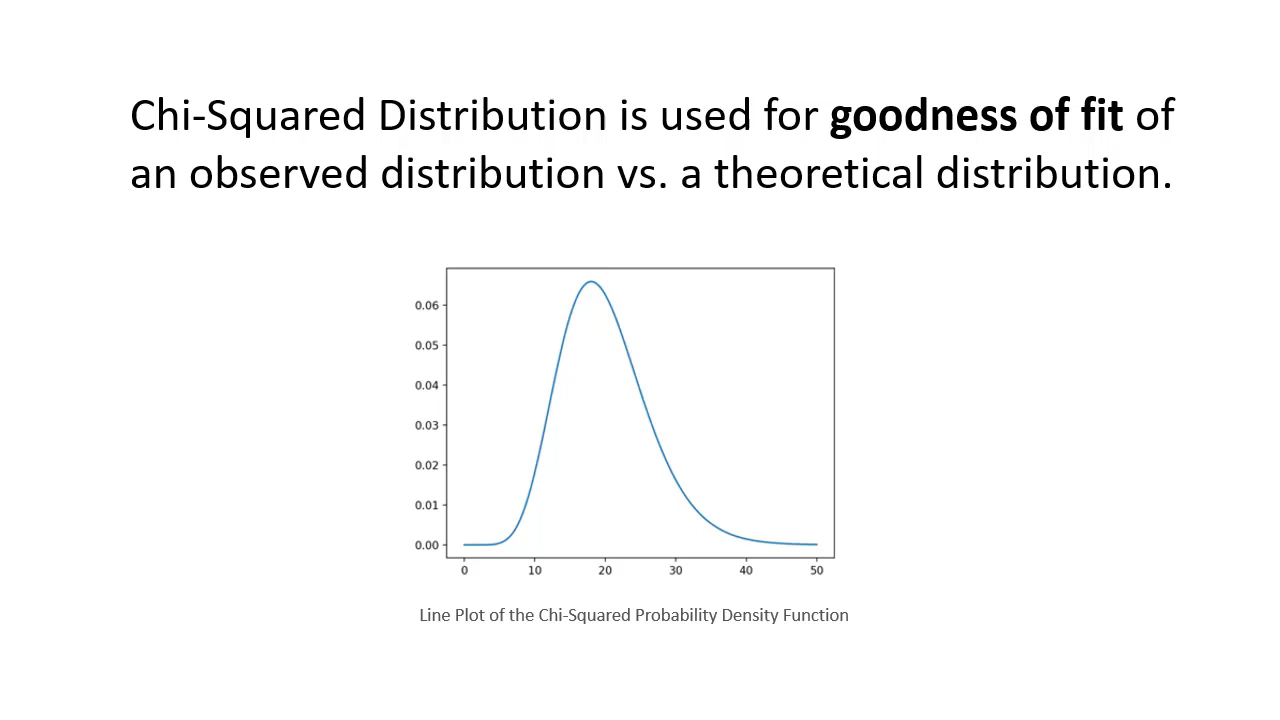 Chi-Squared Distribution is used for goodness of fit of
an observed distribution vs. a theoretical distribution.
0.06
0.05
0.04
0.03
0.02
0.01
0.00
0 10 20 30 40 50
Line Plot of the Chi-Squared Probability Density Function